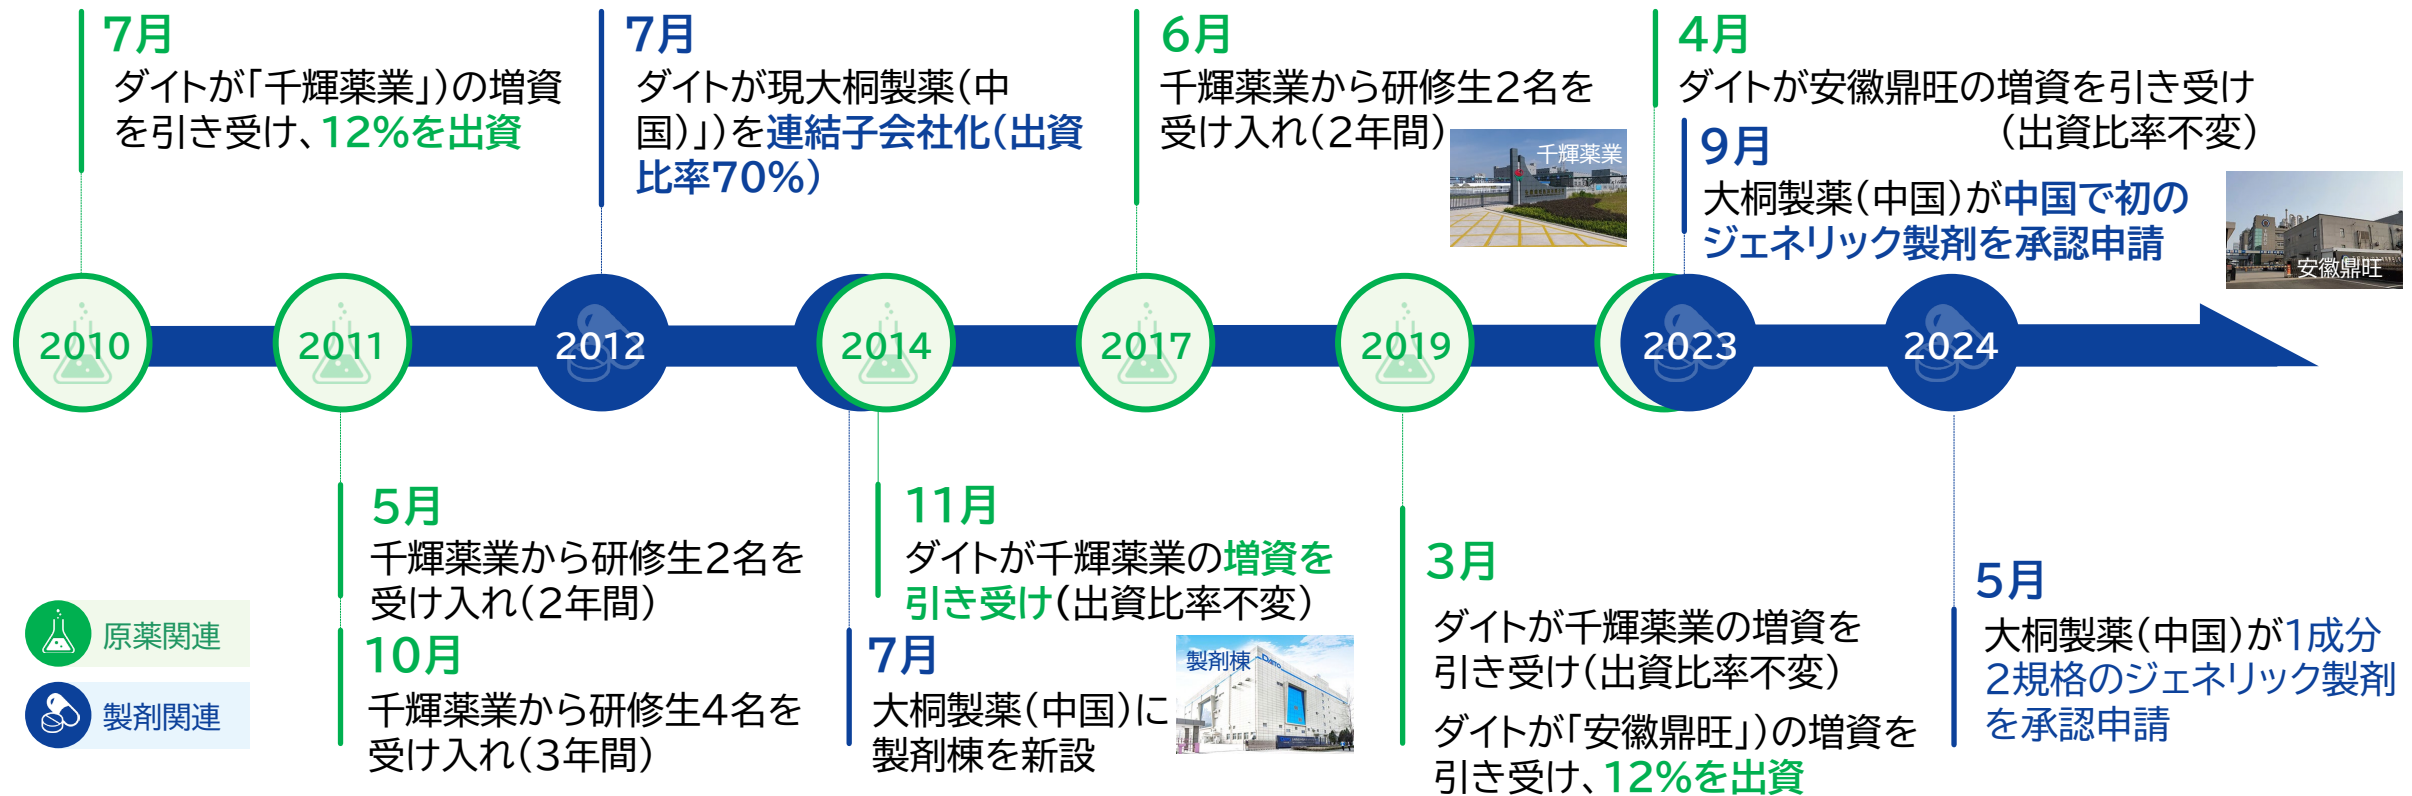 7月
ダイトが「千輝薬業」)の増資
を引き受け、12%を出資
7月
ダイトが現大桐製薬(中
国)」)を連結子会社化(出資
比率70%)
6月
千輝薬業から研修生2名を
受け入れ(2年間)
千輝薬業
4月
ダイトが安徽鼎旺の増資を引き受け
(出資比率不変)
9月
大桐製薬(中国)が中国で初の
ジェネリック製剤を承認申請
安徽鼎旺
2010
2011
2012
2014
2017
2019
2023
2024
5月
千輝薬業から研修生2名を
受け入れ(2年間)
10月
千輝薬業から研修生4名を
受け入れ(3年間)
11月
ダイトが千輝薬業の増資を
引き受け(出資比率不変)
7月
大桐製薬(中国)に
製剤棟を新設
製剤棟
Daito
3月
ダイトが千輝薬業の増資を
引き受け(出資比率不変)
ダイトが「安徽鼎旺」)の増資を
引き受け、12%を出資
5月
大桐製薬(中国)が1成分
2規格のジェネリック製剤
を承認申請
原薬関連
製剤関連